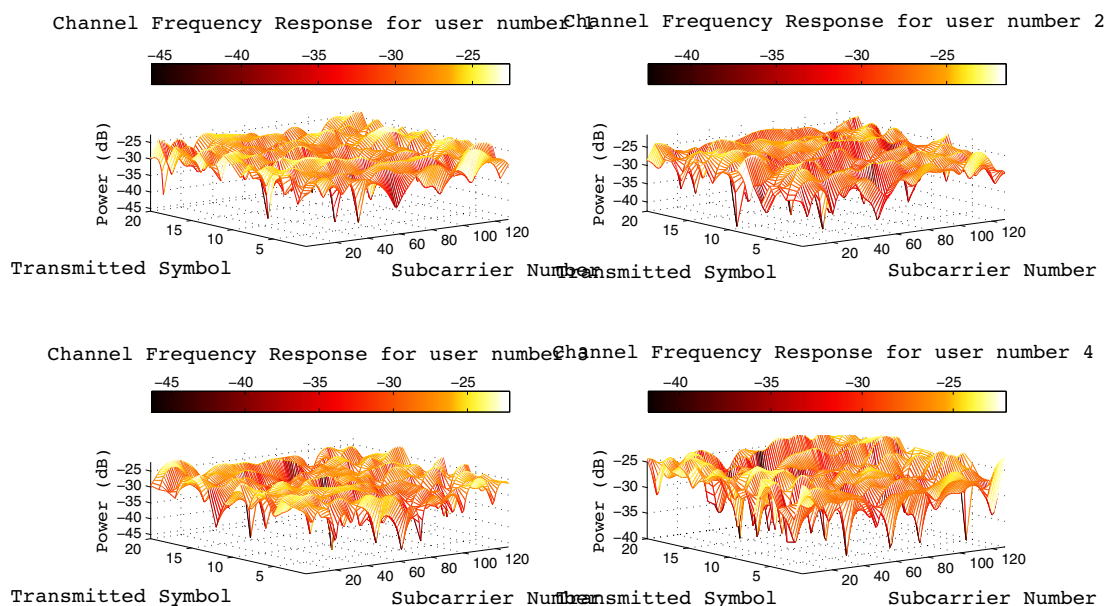 Channel Frequency Response for user number 1
−45 −40 −35 −30 −25
Power (dB)
−25
−30
−35
−40
−45
20 15 10 5
20 40 60 80 100 120
Transmitted Symbol
Subcarrier Number
Channel Frequency Response for user number 2
−40 −35 −30 −25
Power (dB)
−25
−30
−35
−40
20 15 10 5
20 40 60 80 100 120
Transmitted Symbol
Subcarrier Number
Channel Frequency Response for user number 3
−45 −40 −35 −30 −25
Power (dB)
−25
−30
−35
−40
−45
20 15 10 5
20 40 60 80 100 120
Transmitted Symbol
Subcarrier Number
Channel Frequency Response for user number 4
−40 −35 −30 −25
Power (dB)
−25
−30
−35
−40
20 15 10 5
20 40 60 80 100 120
Transmitted Symbol
Subcarrier Number